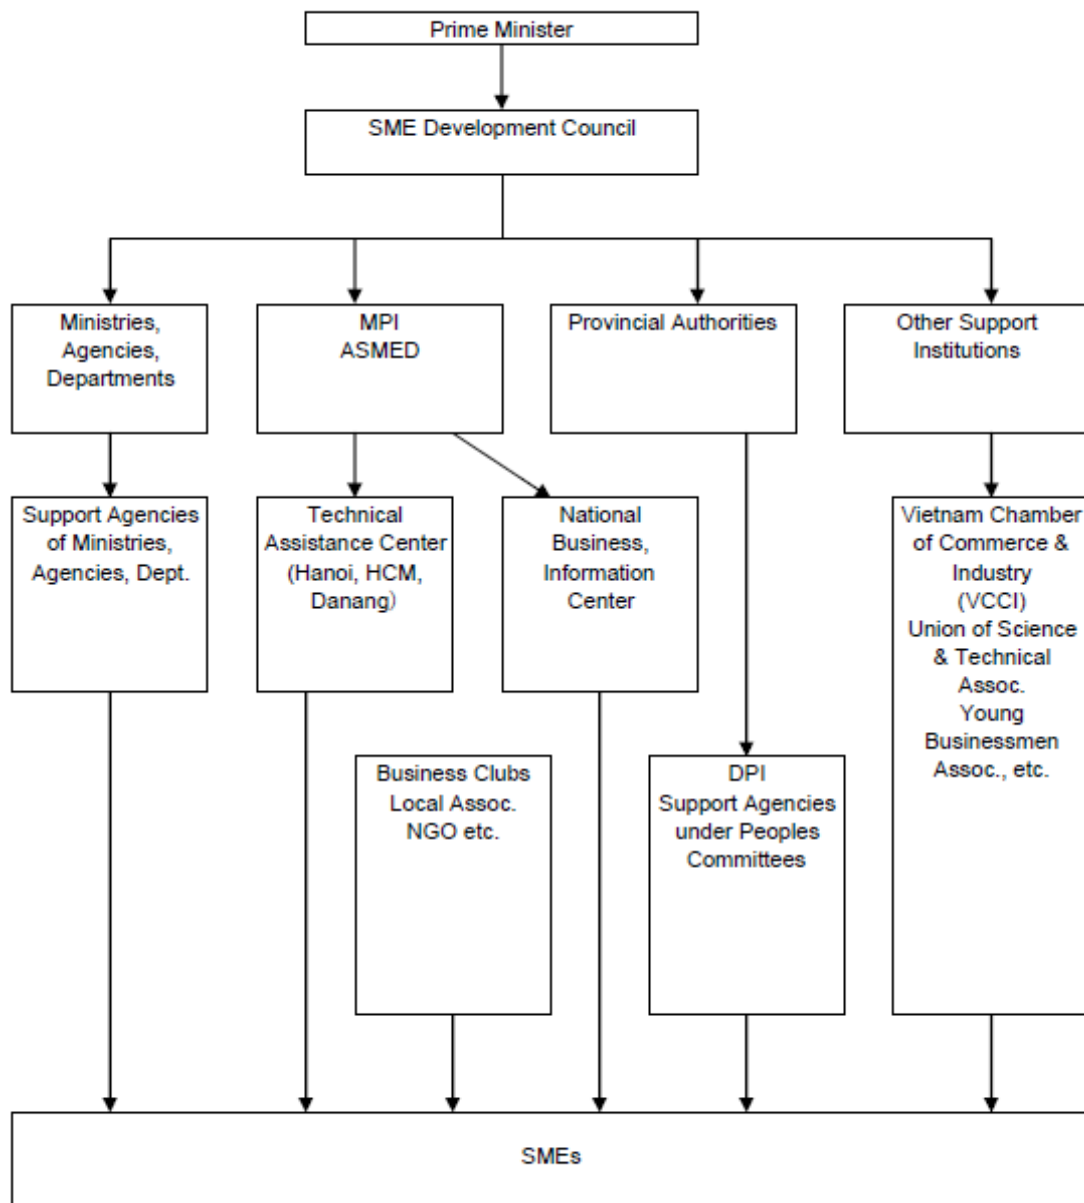 Prime Minister
SME Development Council
Ministries,
Agencies,
Departments
MPI
ASMED
Provincial Authorities
Other Support
Institutions
Support Agencies
of Ministries,
Agencies, Dept.
Technical
Assistance Center
(Hanoi, HCM,
Danang)
National
Business,
Information
Center
Vietnam Chamber
of Commerce &
Industry
(VCCI)
Union of Science
& Technical
Assoc.
Young
Businessmen
Assoc., etc.
Business Clubs
Local Assoc.
NGO etc.
DPI
Support Agencies
under Peoples
Committees
SMEs